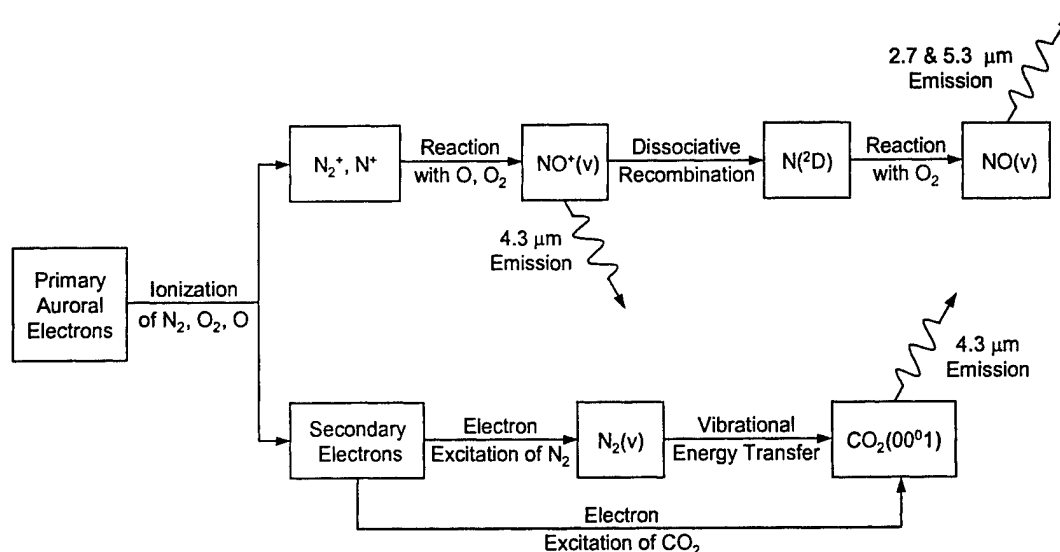 2.7 & 5.3 μm
Emission
N₂⁺, N⁺
Reaction
with O, O₂
NO⁺(v)
Dissociative
Recombination
N(²D)
Reaction
with O₂
NO(v)
4.3 μm
Emission
Primary
Auroral
Electrons
Ionization
of N₂, O₂, O
4.3 μm
Emission
Secondary
Electrons
Electron
Excitation of N₂
N₂(v)
Vibrational
Energy Transfer
CO₂(00⁰1)
Electron
Excitation of CO₂